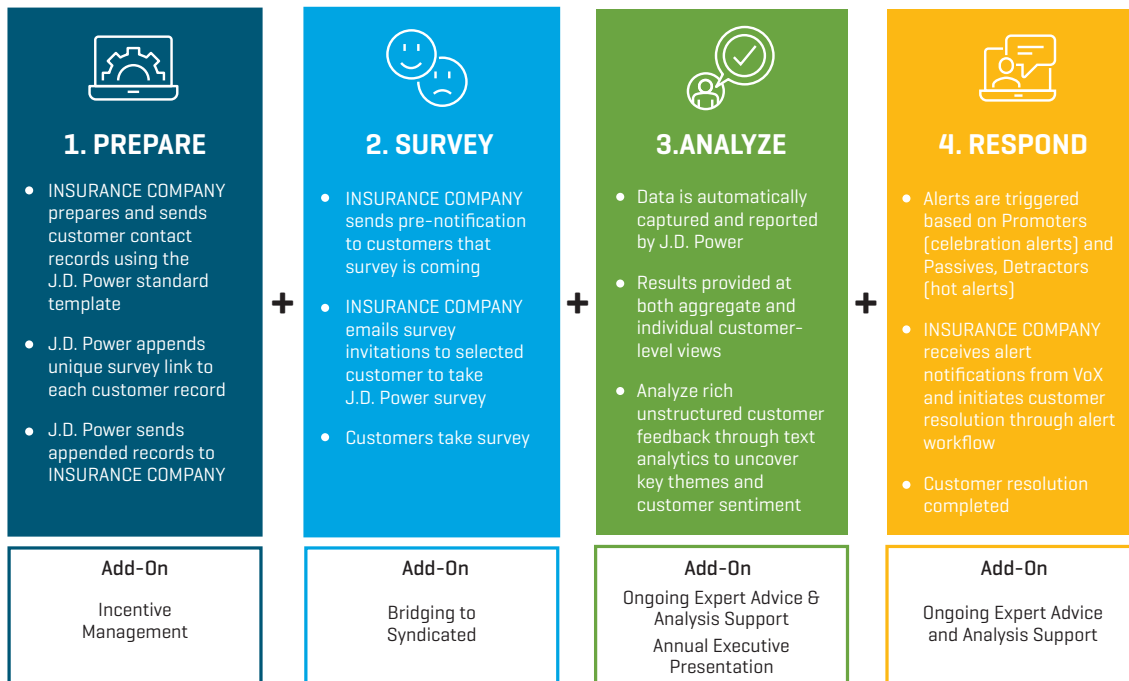 1. PREPARE
INSURANCE COMPANY
prepares and sends
customer contact
records using the
J.D. Power standard
template
J.D. Power appends
unique survey link to
each customer record
J.D. Power sends
appended records to
INSURANCE COMPANY
Add-On
Incentive
Management
+
2. SURVEY
INSURANCE COMPANY
sends pre-notification
to customers that
survey is coming
INSURANCE COMPANY
emails survey
invitations to selected
customer to take
J.D. Power survey
Customers take survey
Add-On
Bridging to
Syndicated
+
3.ANALYZE
Data is automatically
captured and reported
by J.D. Power
Results provided at
both aggregate and
individual customer-
level views
Analyze rich
unstructured customer
feedback through text
analytics to uncover
key themes and
customer sentiment
Add-On
Ongoing Expert Advice &
Analysis Support
Annual Executive
Presentation
+
4. RESPOND
Alerts are triggered
based on Promoters
(celebration alerts) and
Passives, Detractors
(hot alerts)
INSURANCE COMPANY
receives alert
notifications from VoX
and initiates customer
resolution through alert
workflow
Customer resolution
completed
Add-On
Ongoing Expert Advice
and Analysis Support